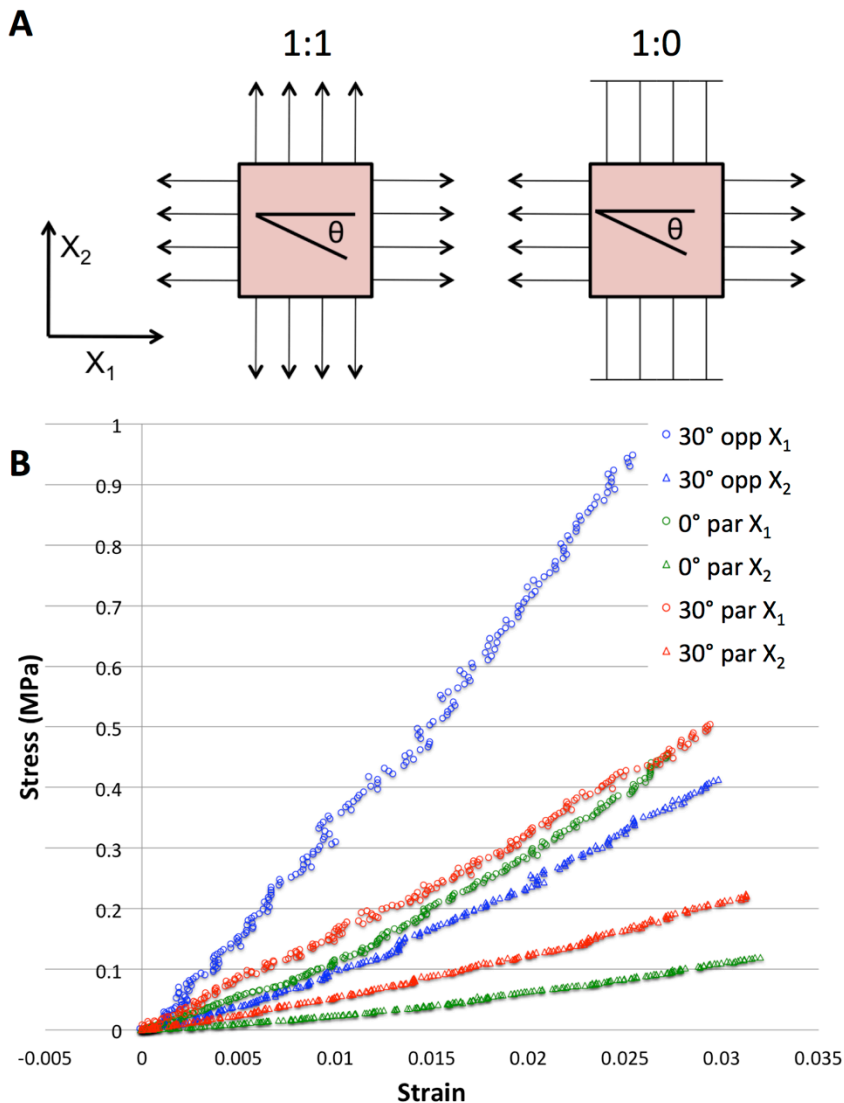 A
1:1
1:0
θ
θ
X₂
X₁
B
1
0.9
0.8
0.7
0.6
0.5
0.4
0.3
0.2
0.1
0
Stress (MPa)
30° opp X₁
30° opp X₂
0° par X₁
0° par X₂
30° par X₁
30° par X₂
-0.005
0
0.005
0.01
0.015
0.02
0.025
0.03
0.035
Strain